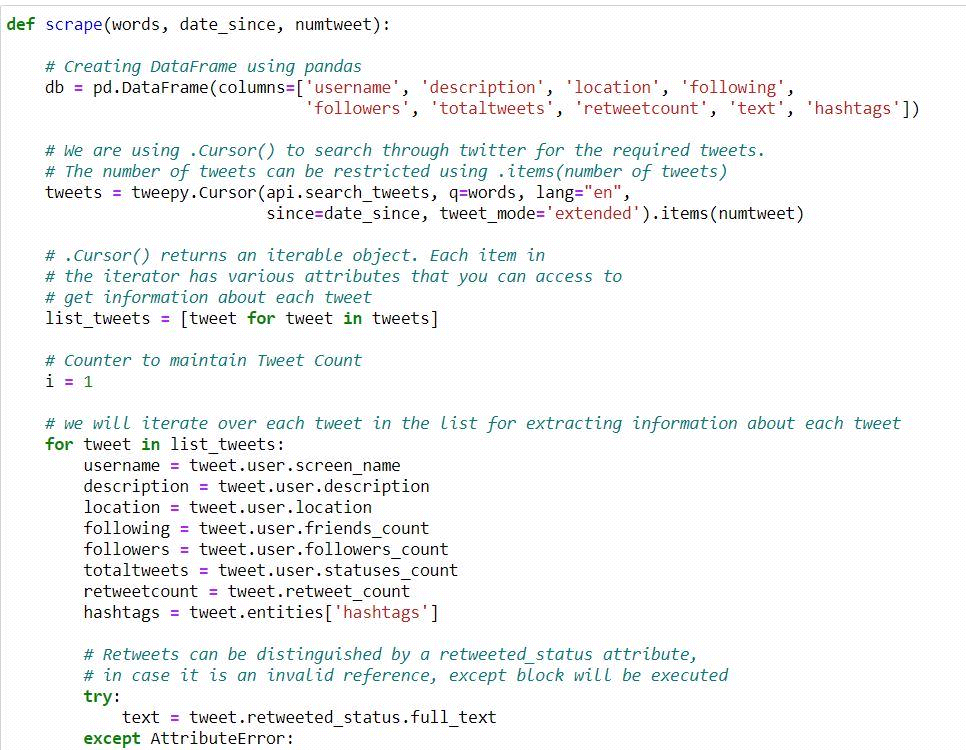 def scrape(words, date_since, numtweet):
# Creating DataFrame using pandas
db = pd.DataFrame(columns=['username', 'description', 'location', 'following',
'followers', 'totaltweets', 'retweetcount', 'text', 'hashtags'])
# We are using .Cursor() to search through twitter for the required tweets.
# The number of tweets can be restricted using .items(number of tweets)
tweets = tweepy.Cursor(api.search_tweets, q=words, lang="en",
since=date_since, tweet_mode='extended').items(numtweet)
# .Cursor() returns an iterable object. Each item in
# the iterator has various attributes that you can access to
# get information about each tweet
list_tweets = [tweet for tweet in tweets]
# Counter to maintain Tweet Count
i = 1
# we will iterate over each tweet in the list for extracting information about each tweet
for tweet in list_tweets:
username = tweet.user.screen_name
description = tweet.user.description
location = tweet.user.location
following = tweet.user.friends_count
followers = tweet.user.followers_count
totaltweets = tweet.user.statuses_count
retweetcount = tweet.retweet_count
hashtags = tweet.entities['hashtags']
# Retweets can be distinguished by a retweeted_status attribute,
# in case it is an invalid reference, except block will be executed
try:
text = tweet.retweeted_status.full_text
except AttributeError: